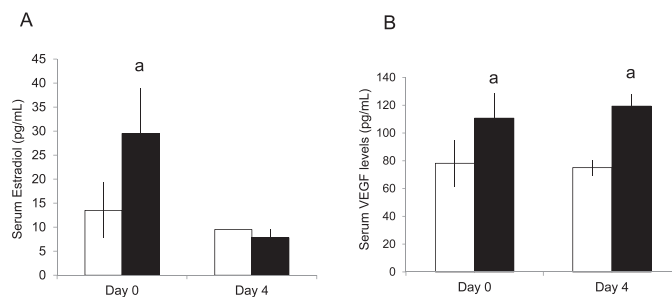 A
Serum Estradiol (pg/mL)
45
40
35
30
25
20
15
10
5
0
a
Day 0
Day 4
B
Serum VEGF levels (pg/mL)
140
120
100
80
60
40
20
0
a
a
Day 0
Day 4